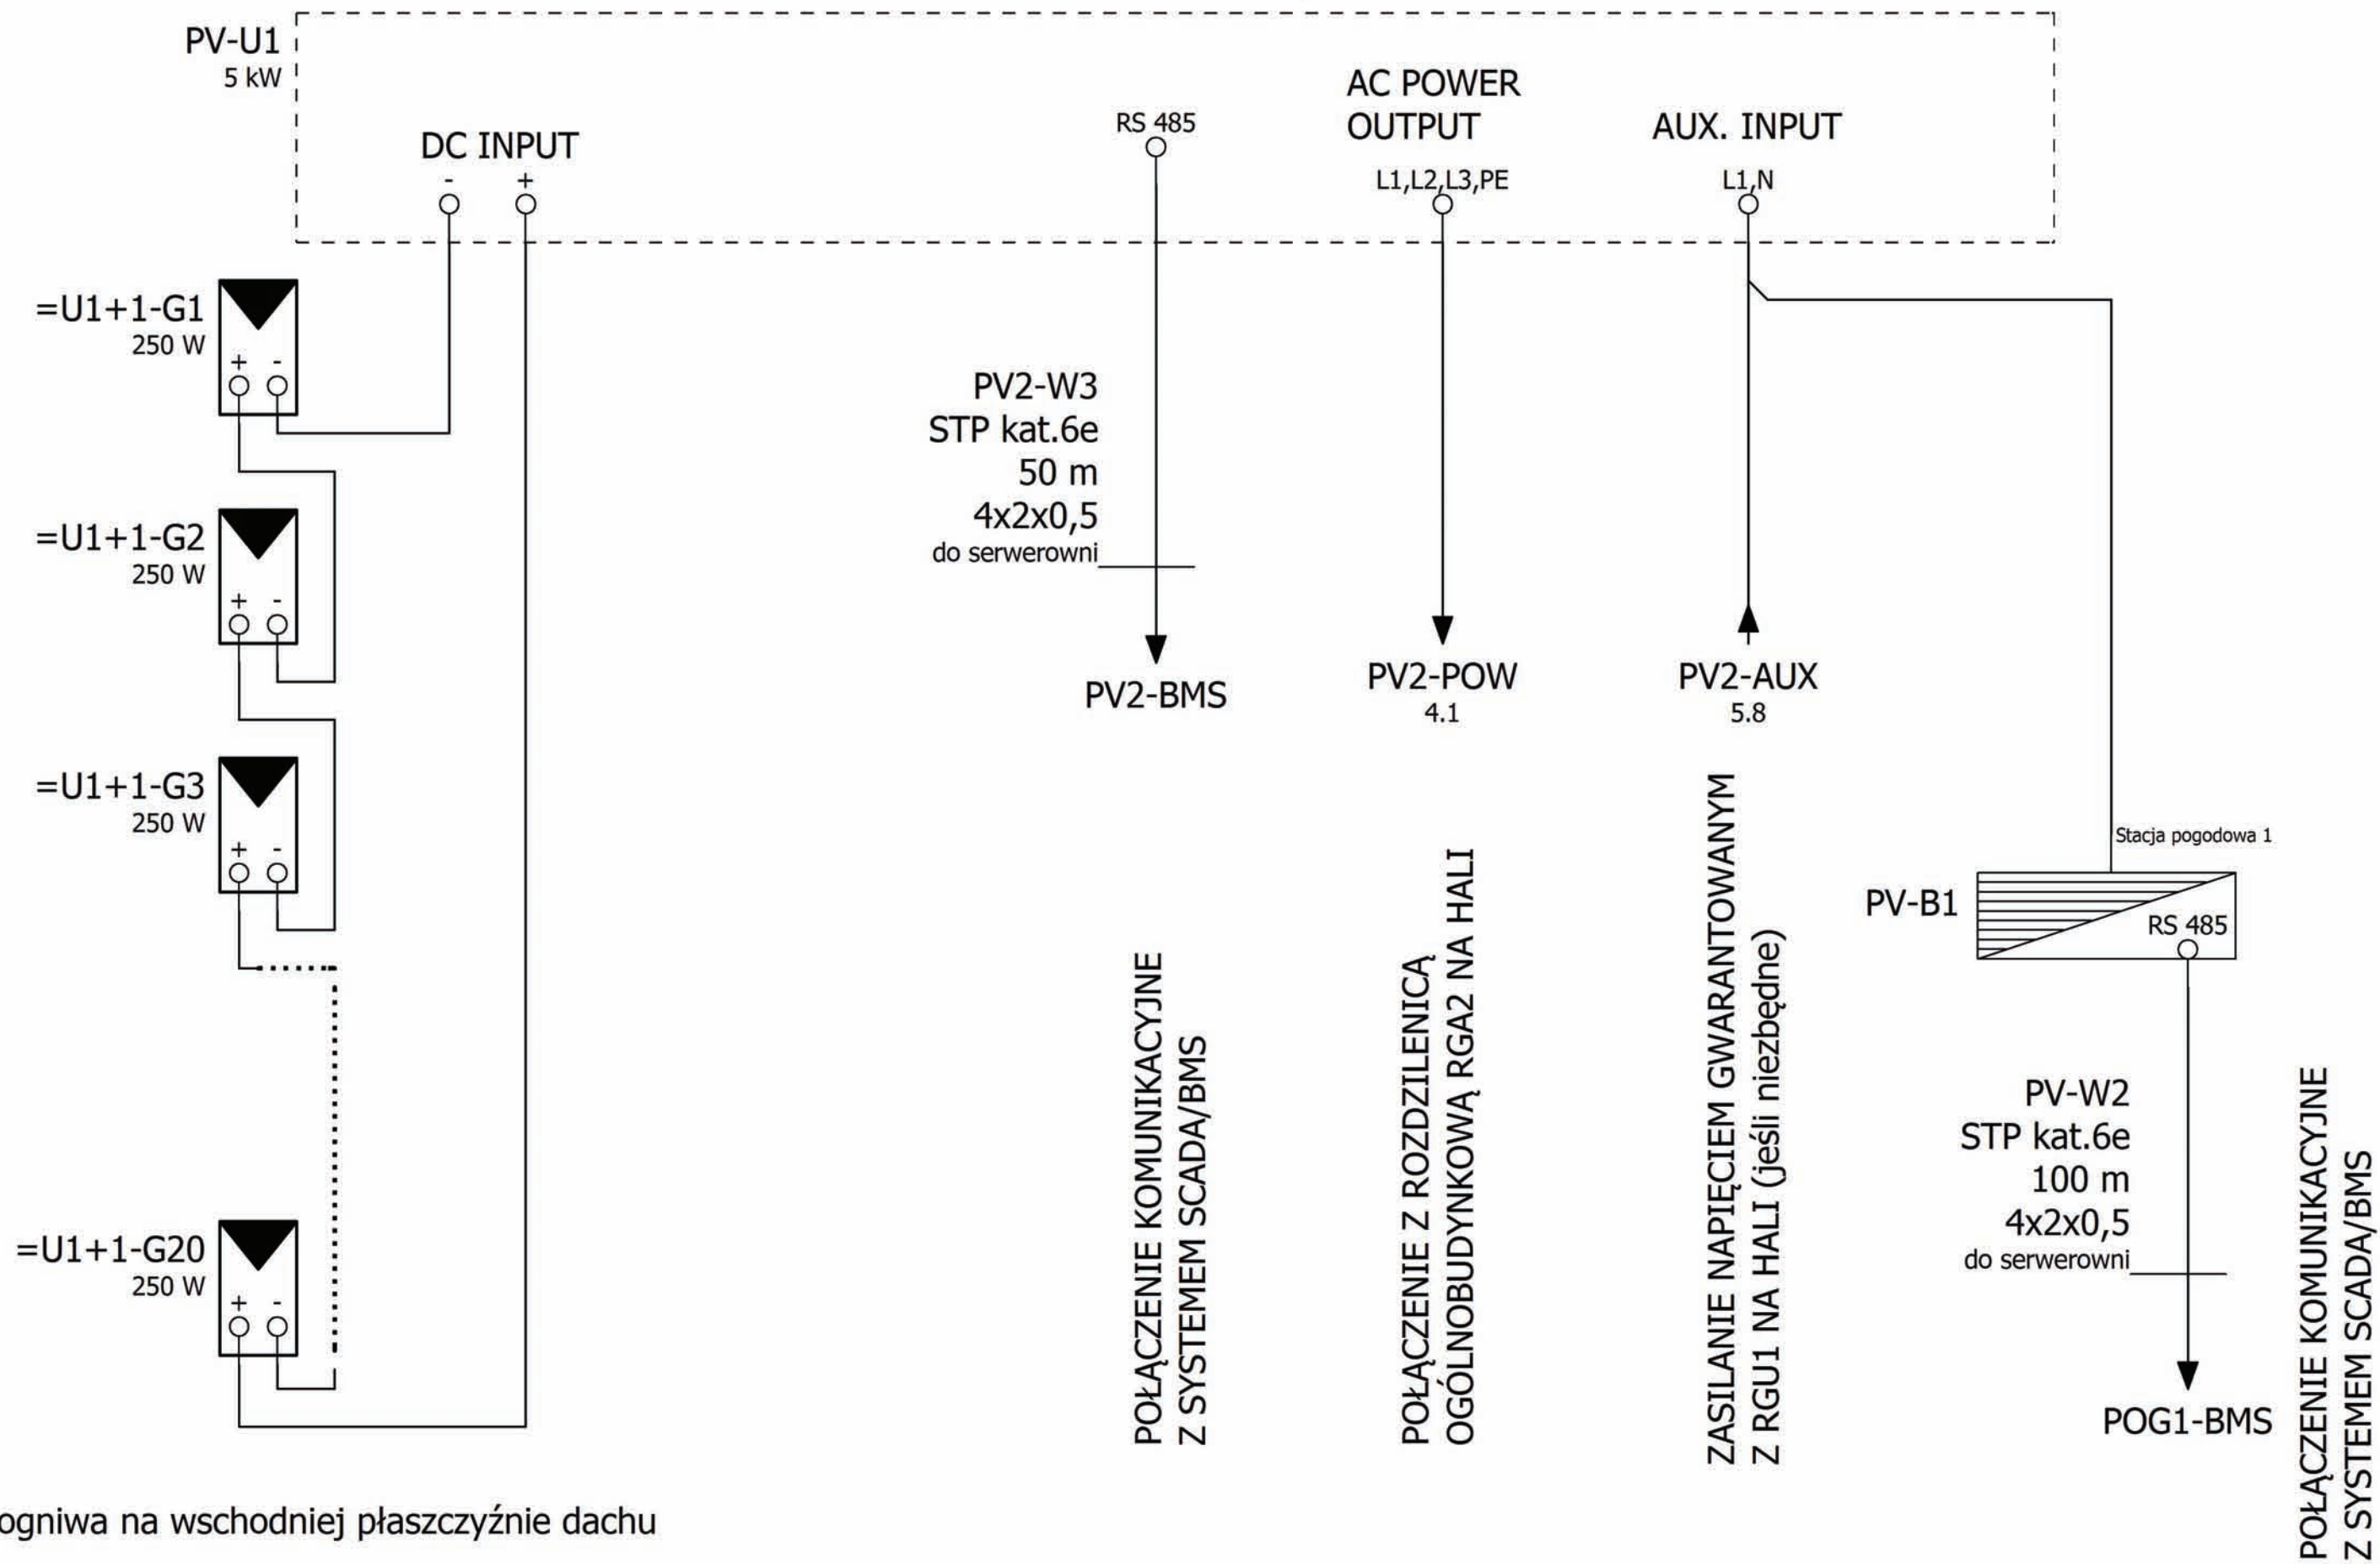 PV-U1
5 kW
DC INPUT
- +
RS 485
AC POWER
OUTPUT
L1,L2,L3,PE
AUX. INPUT
L1,N
=U1+1-G1
250 W
+ -
=U1+1-G2
250 W
+ -
=U1+1-G3
250 W
+ -
=U1+1-G20
250 W
+ -
PV2-W3
STP kat.6e
50 m
4x2x0,5
do serwerowni
PV2-BMS
PV2-POW
4.1
PV2-AUX
5.8
POŁĄCZENIE KOMUNIKACYJNE
Z SYSTEMEM SCADA/BMS
POŁĄCZENIE Z ROZDZILENICĄ
OGÓLNOBUDYNKOWĄ RGA2 NA HALI
ZASILANIE NAPIĘCIEM GWARANTOWANYM
Z RGU1 NA HALI (jeśli niezbędne)
Stacja pogodowa 1
PV-B1
RS 485
PV-W2
STP kat.6e
100 m
4x2x0,5
do serwerowni
POG1-BMS
POŁĄCZENIE KOMUNIKACYJNE
Z SYSTEMEM SCADA/BMS
ogniwa na wschodniej płaszczyźnie dachu